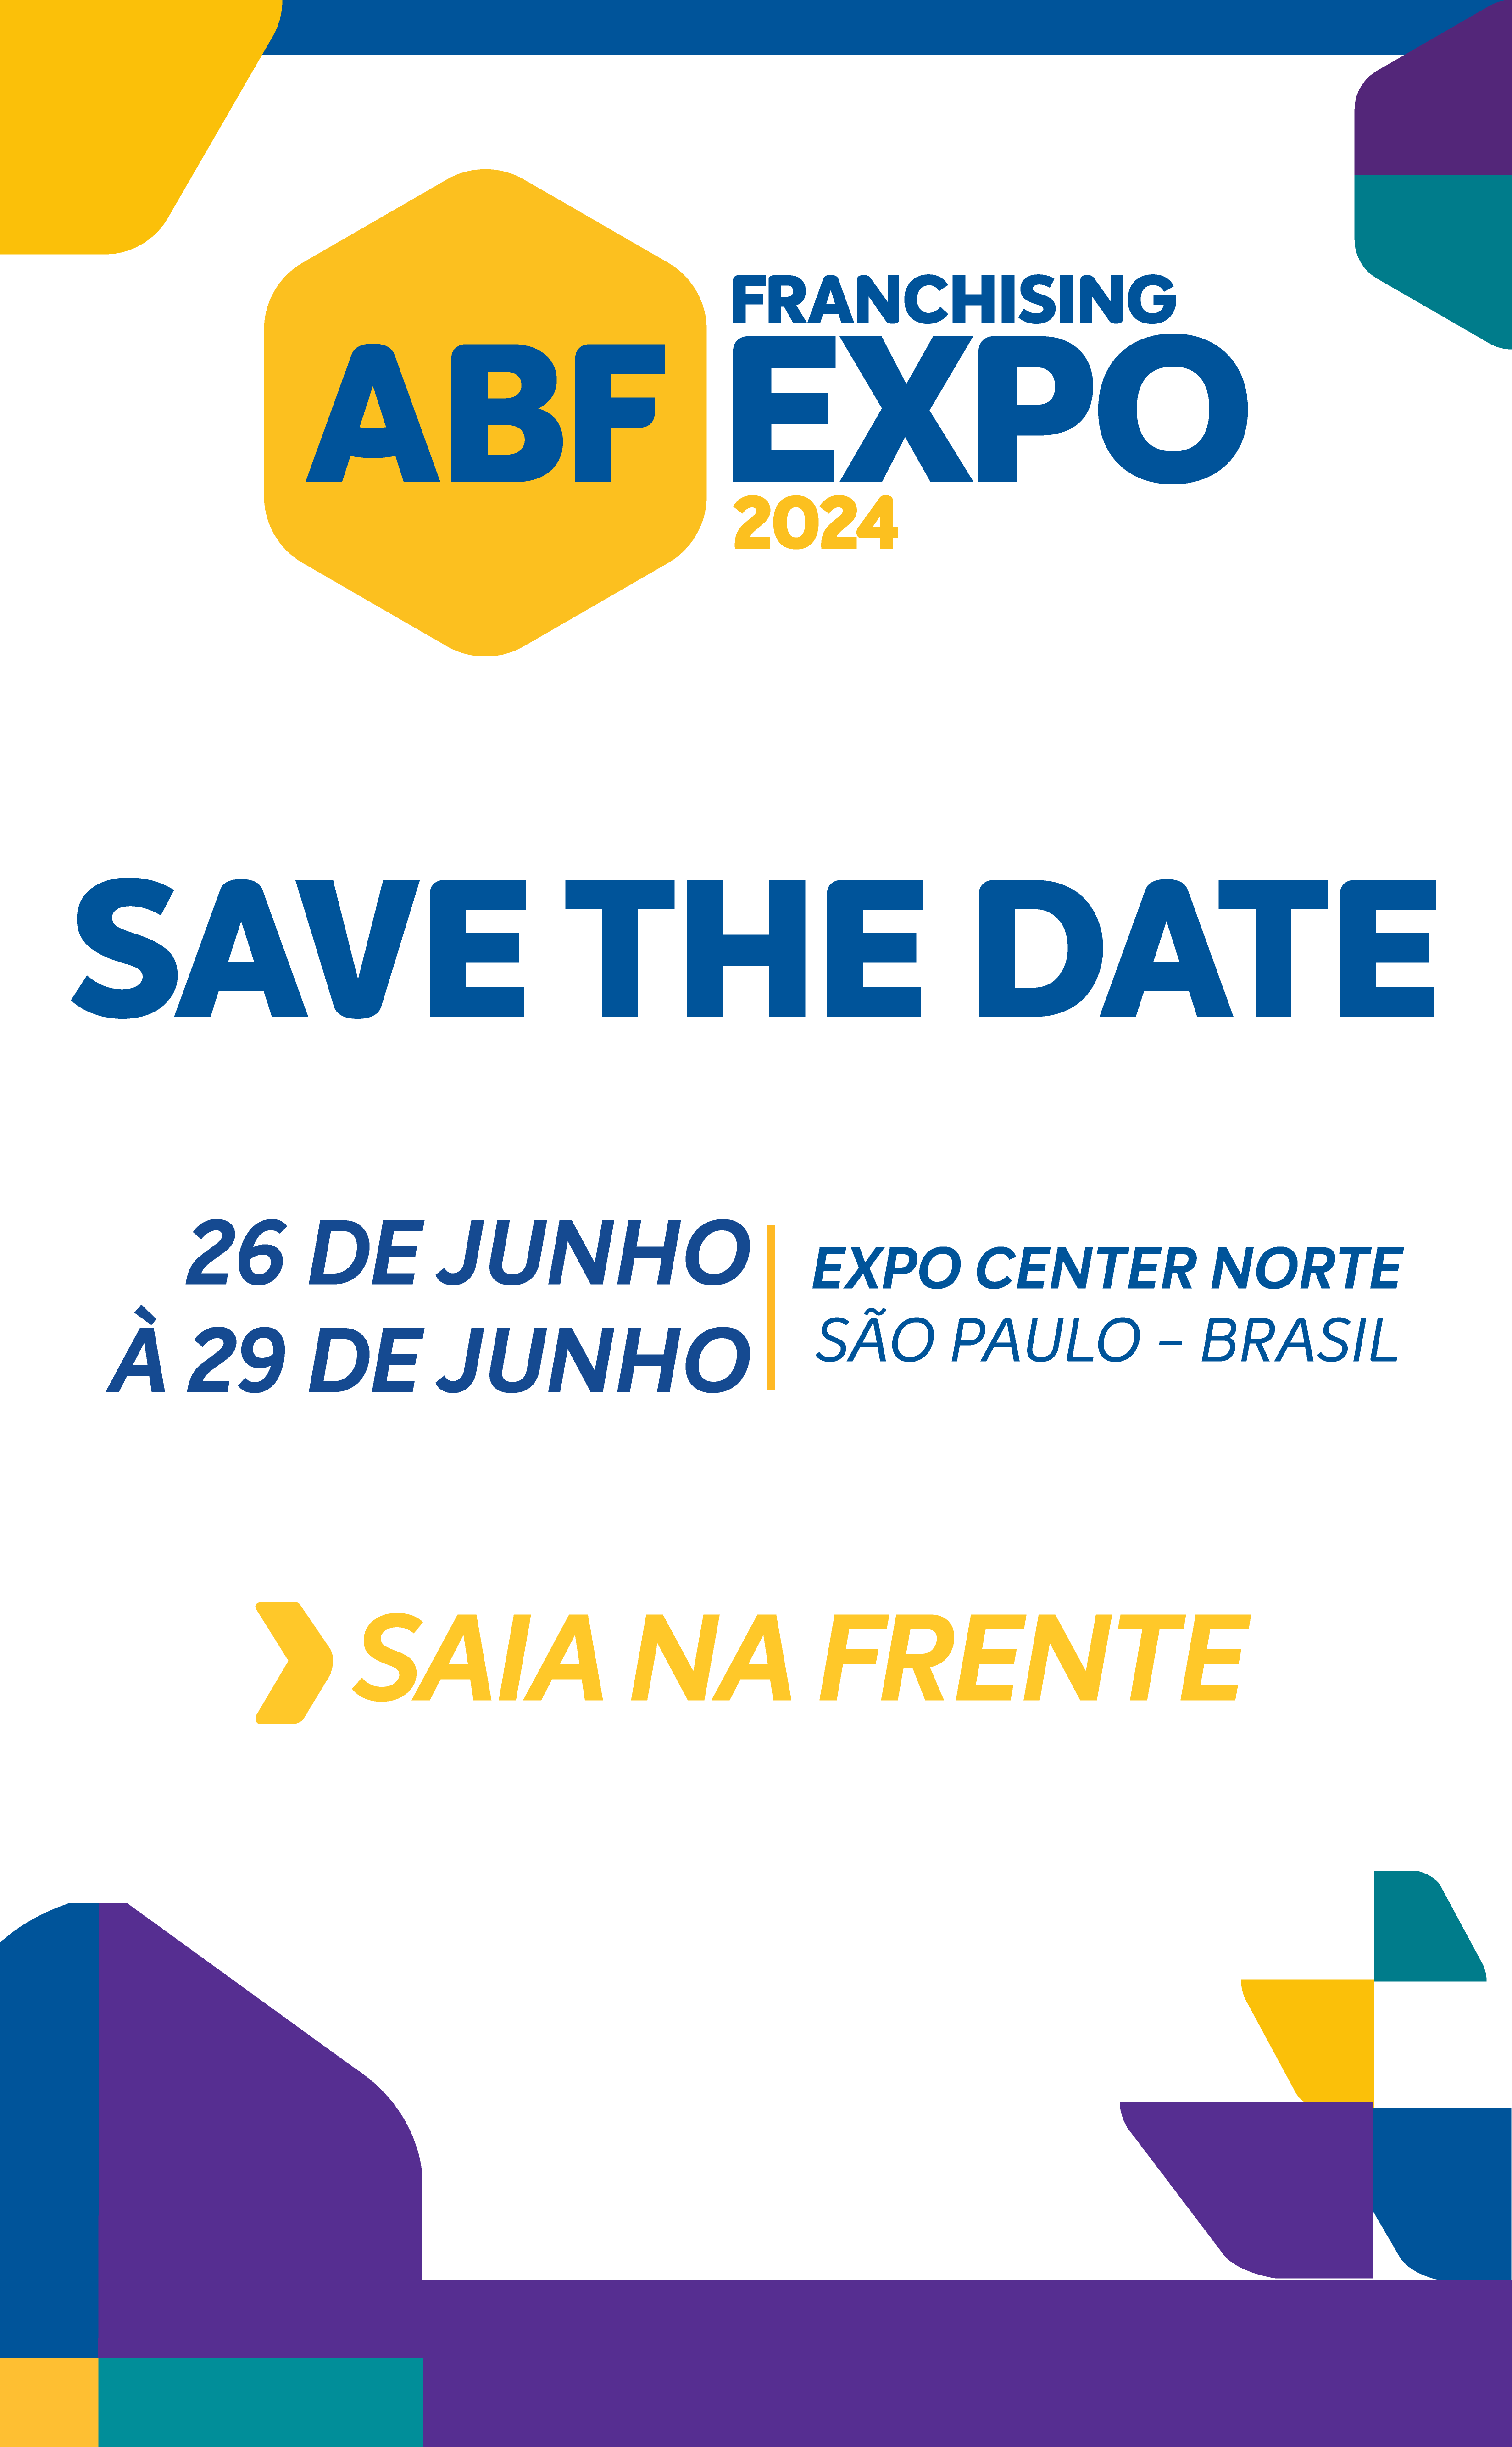 ABF
FRANCHISING
EXPO
2024
SAVE THE DATE
26 DE JUNHO
À 29 DE JUNHO
EXPO CENTER NORTE
SÃO PAULO - BRASIL
SAIA NA FRENTE